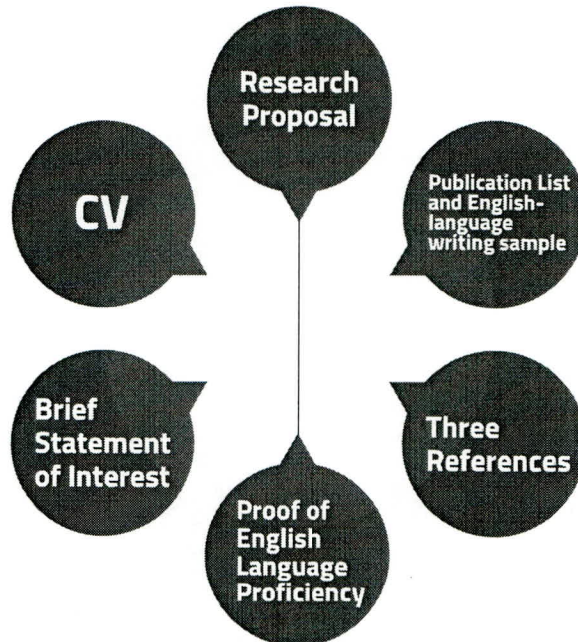 Research
Proposal
CV
Publication List
and English-
language
writing sample
Brief
Statement
of Interest
Three
References
Proof of
English
Language
Proficiency